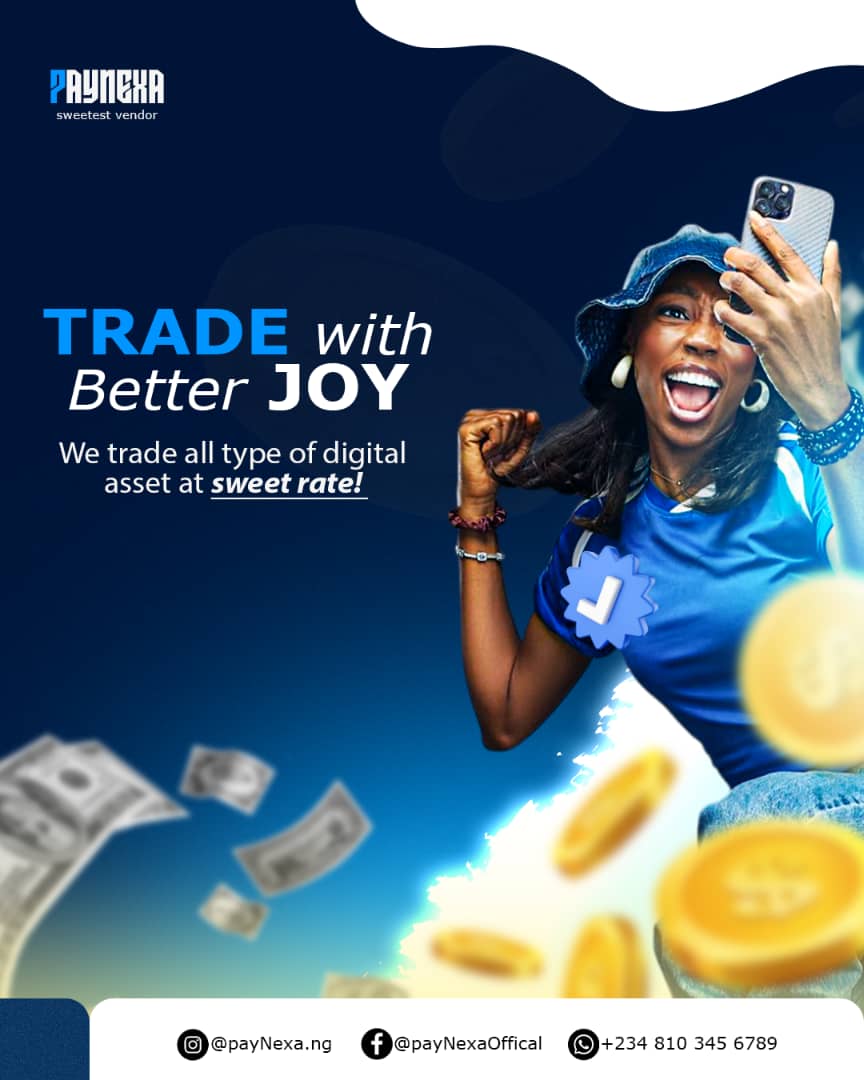 PAYNEXA
sweetest vendor
TRADE with
Better JOY
We trade all type of digital
asset at sweet rate!
@payNexa.ng @payNexaOffical +234 810 345 6789